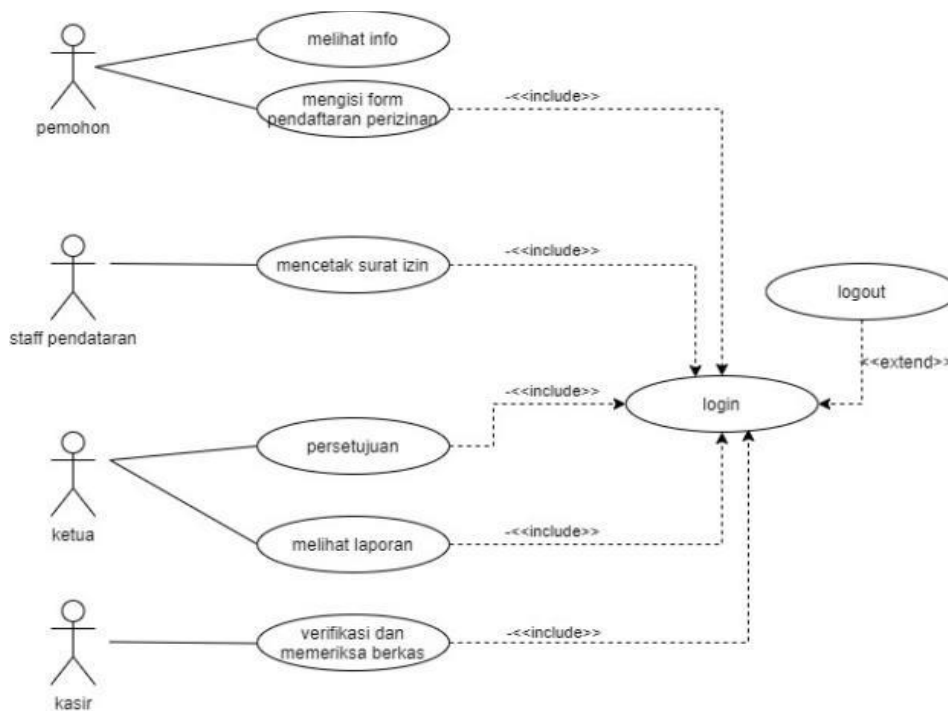 melihat info
mengisi form
pendaftaran perizinan
-<<include>>
pemohon
mencetak surat izin
-<<include>>
staff pendataran
logout
<<extend>>
login
persetujuan
-<<include>>
ketua
melihat laporan
-<<include>>
verifikasi dan
memeriksa berkas
-<<include>>
kasir